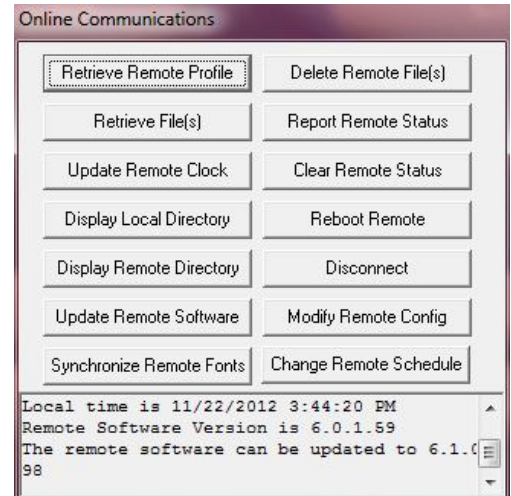 Online Communications
Retrieve Remote Profile
Delete Remote File(s)
Retrieve File(s)
Report Remote Status
Update Remote Clock
Clear Remote Status
Display Local Directory
Reboot Remote
Display Remote Directory
Disconnect
Update Remote Software
Modify Remote Config
Synchronize Remote Fonts
Change Remote Schedule
Local time is 11/22/2012 3:44:20 PM
Remote Software Version is 6.0.1.59
The remote software can be updated to 6.1.0
98